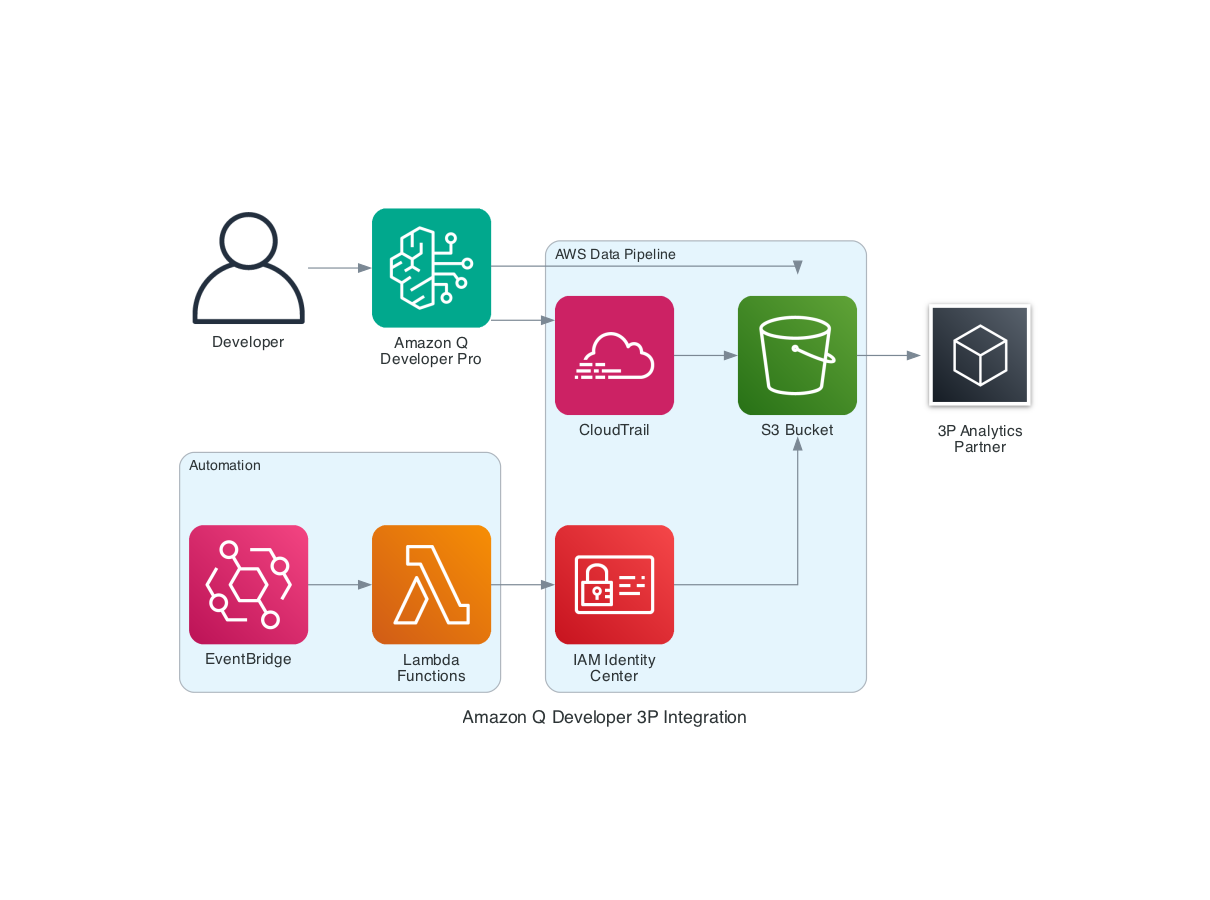 AWS Data Pipeline
Developer
Amazon Q
Developer Pro
CloudTrail
S3 Bucket
3P Analytics
Partner
Automation
EventBridge
Lambda
Functions
IAM Identity
Center
Amazon Q Developer 3P Integration